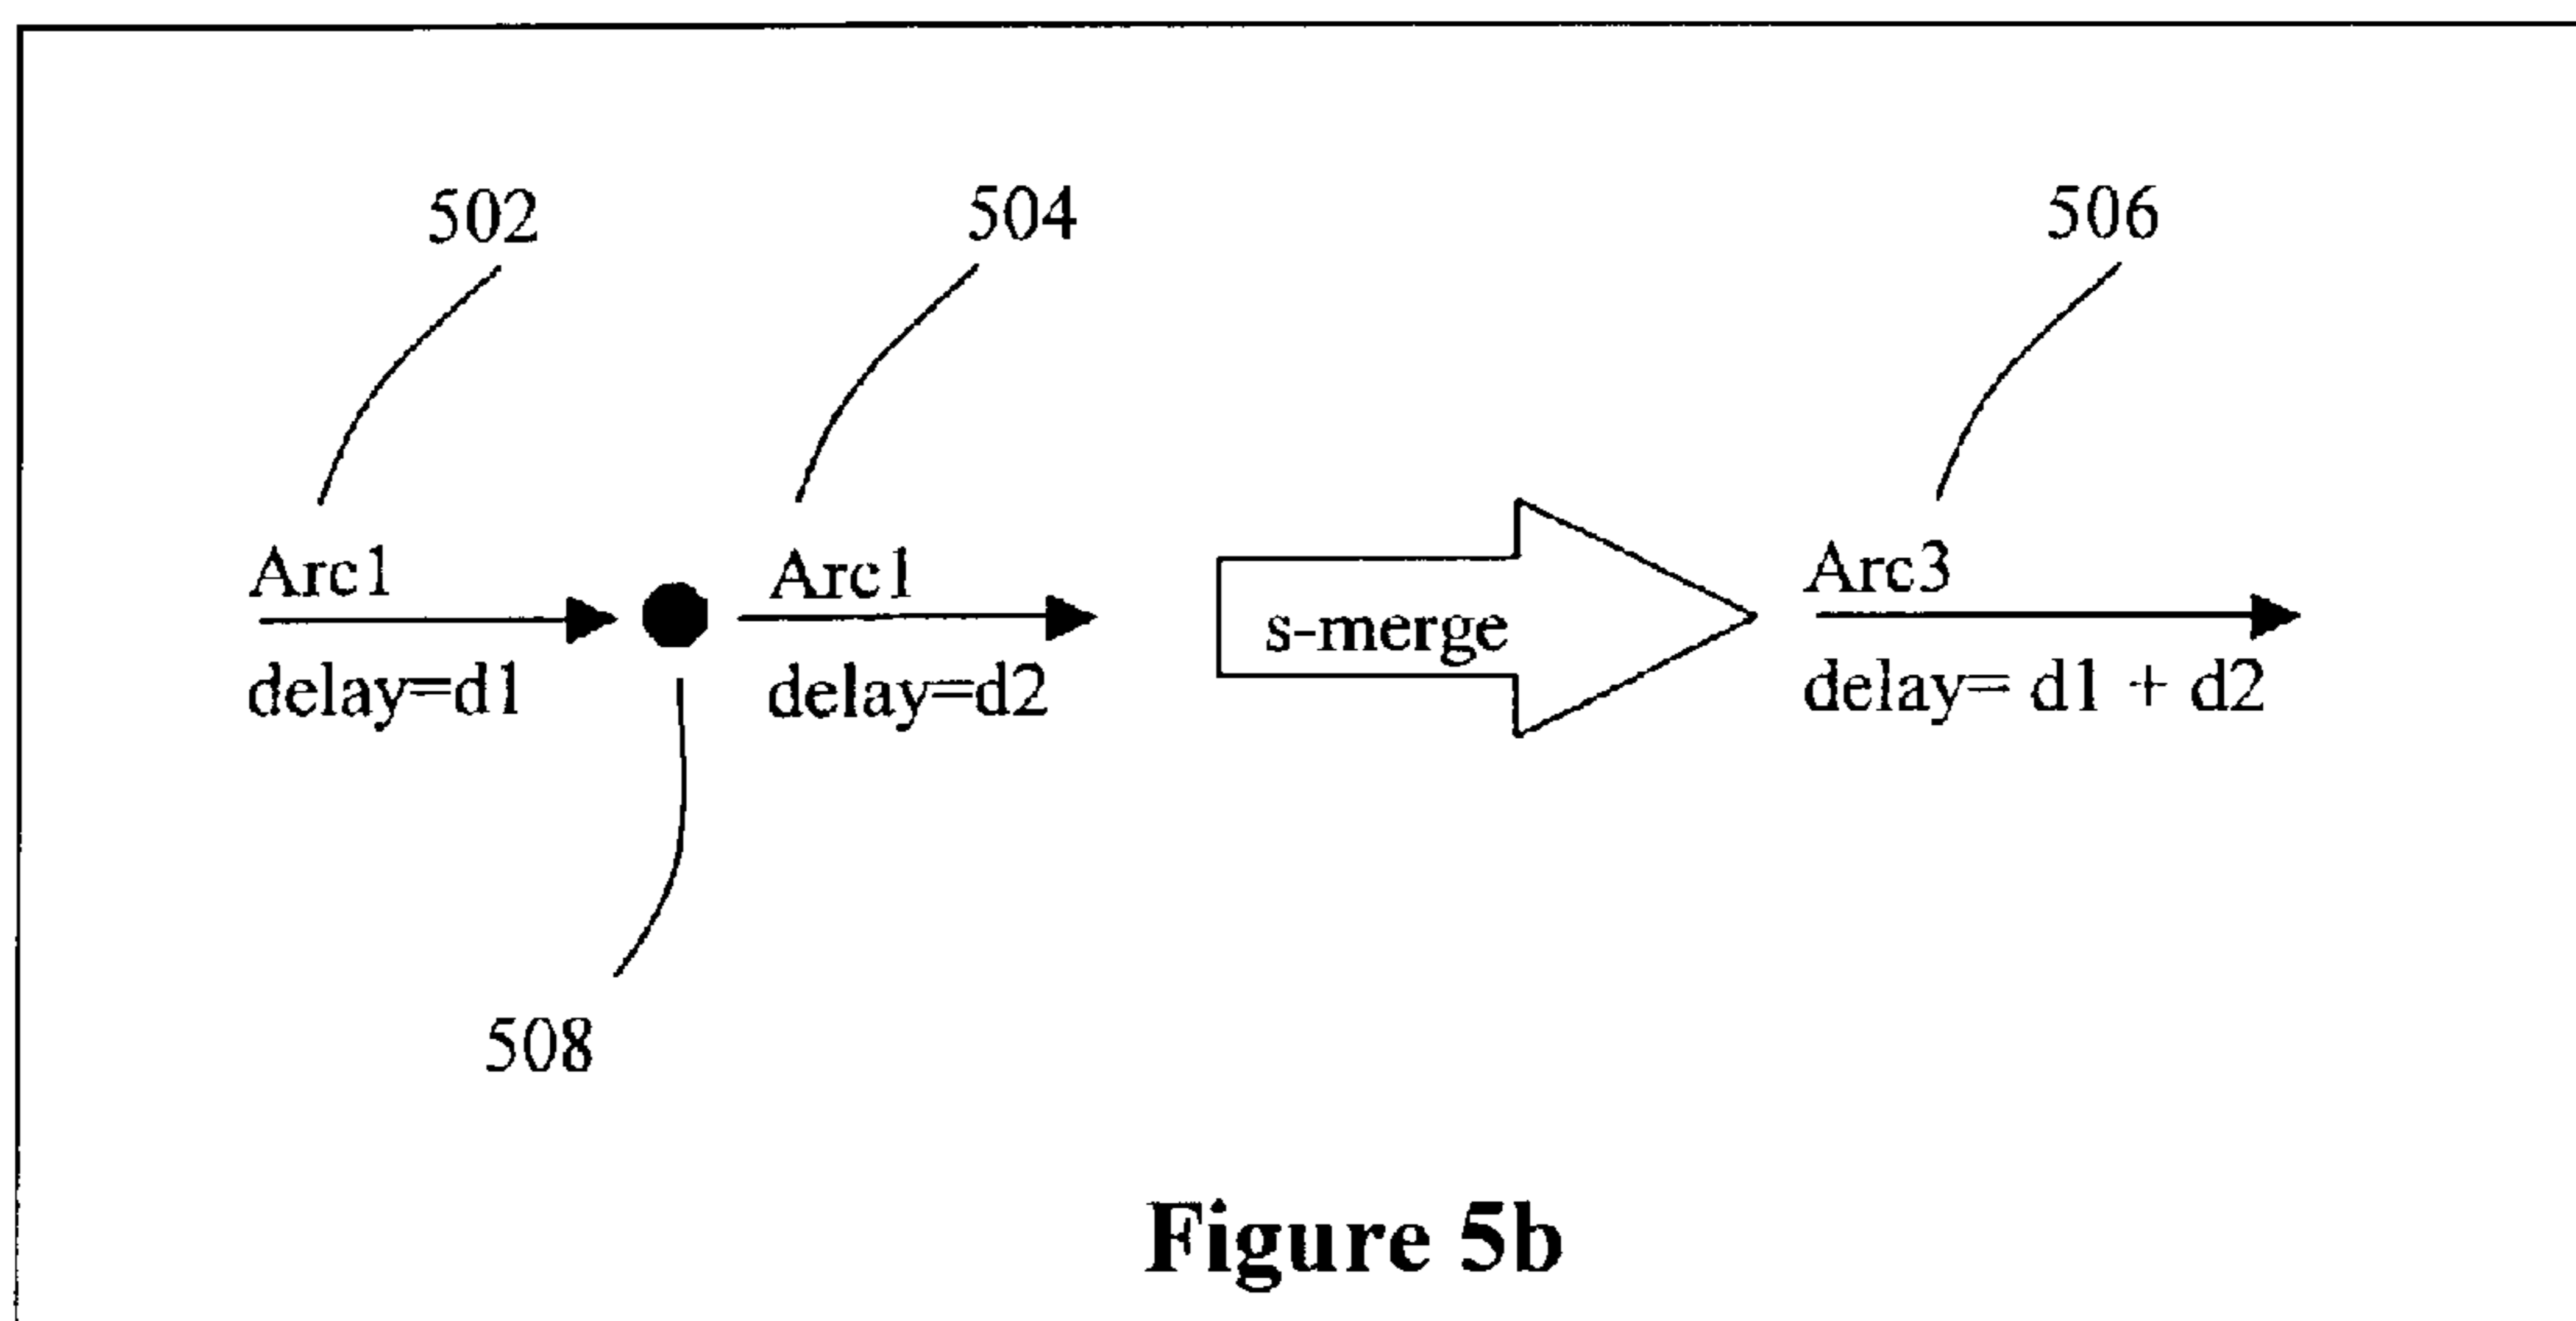 502
504
506
Arc1
Arc1
Arc3
s-merge
delay=d1
delay=d2
delay= d1 + d2
508
Figure 5b